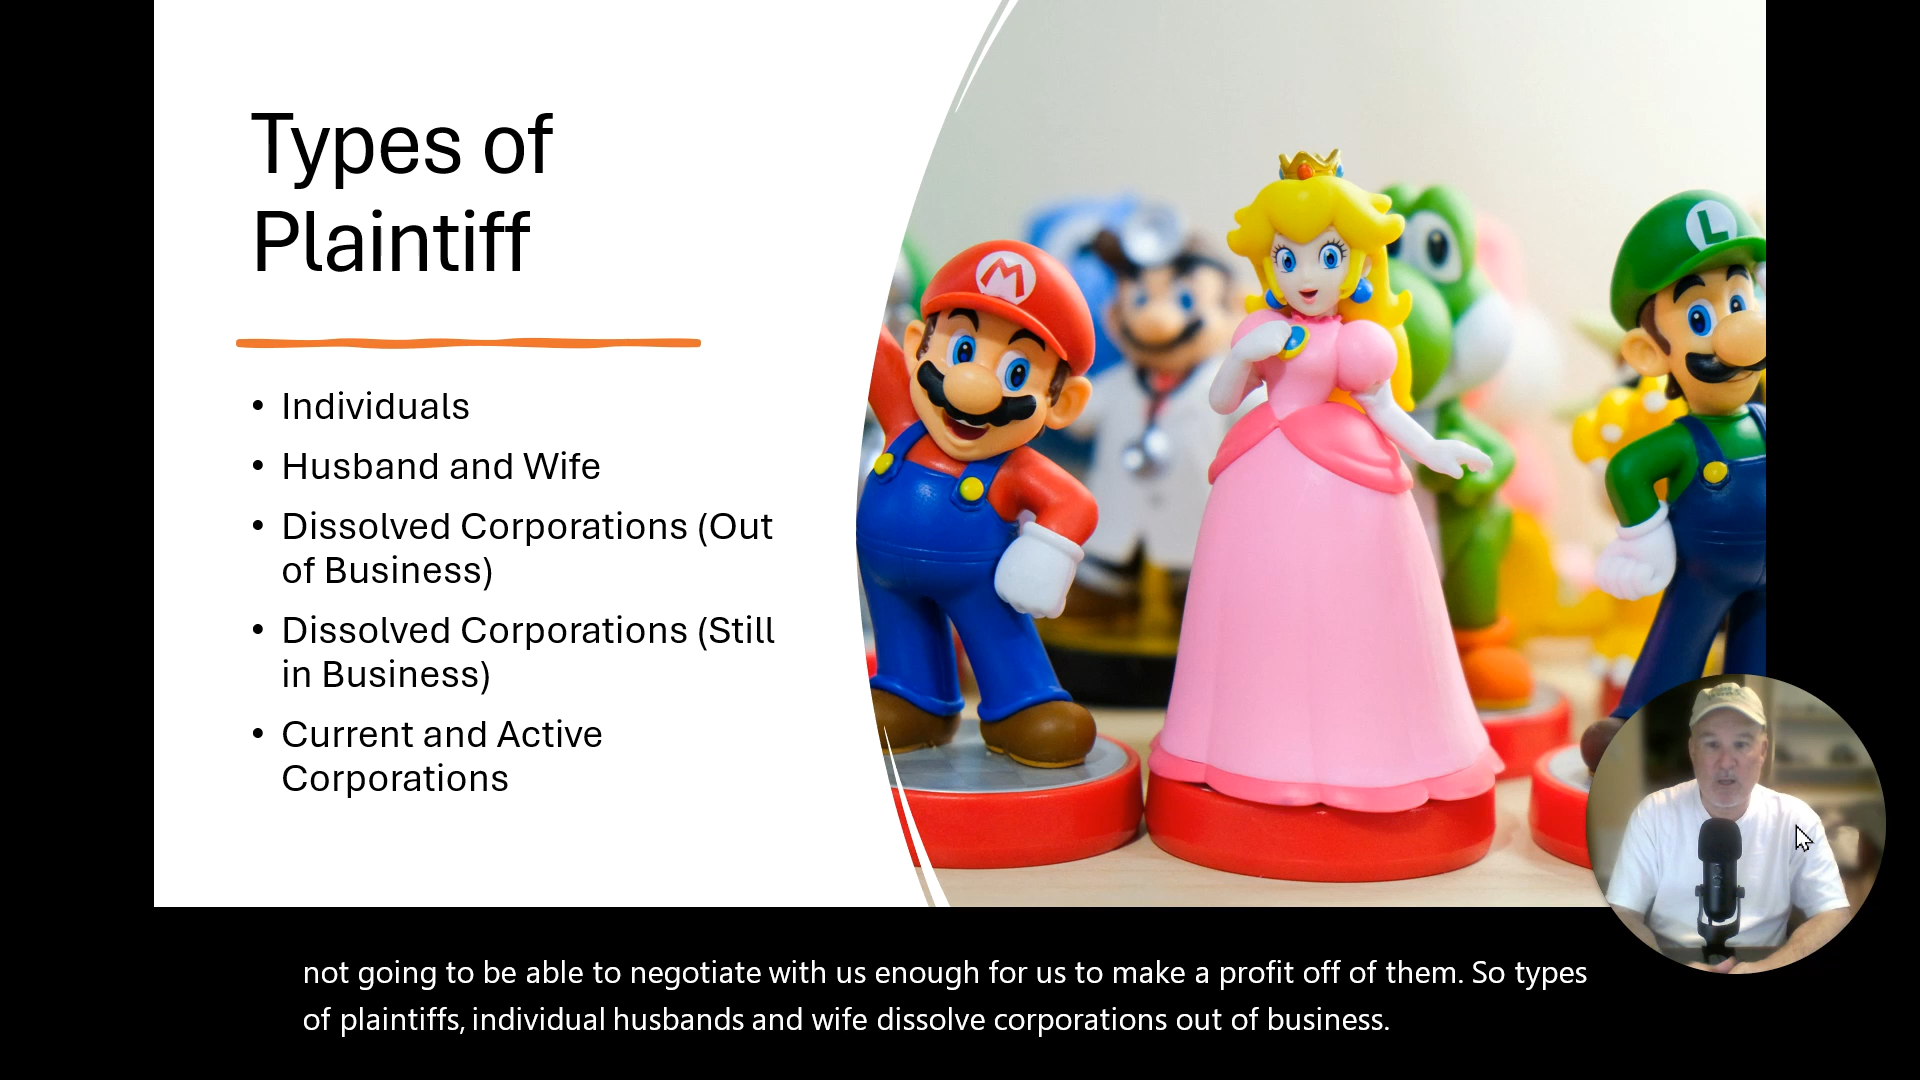 Types of
Plaintiff
• Individuals
• Husband and Wife
• Dissolved Corporations (Out
of Business)
• Dissolved Corporations (Still
in Business)
• Current and Active
Corporations
M
L
not going to be able to negotiate with us enough for us to make a profit off of them. So types
of plaintiffs, individual husbands and wife dissolve corporations out of business.